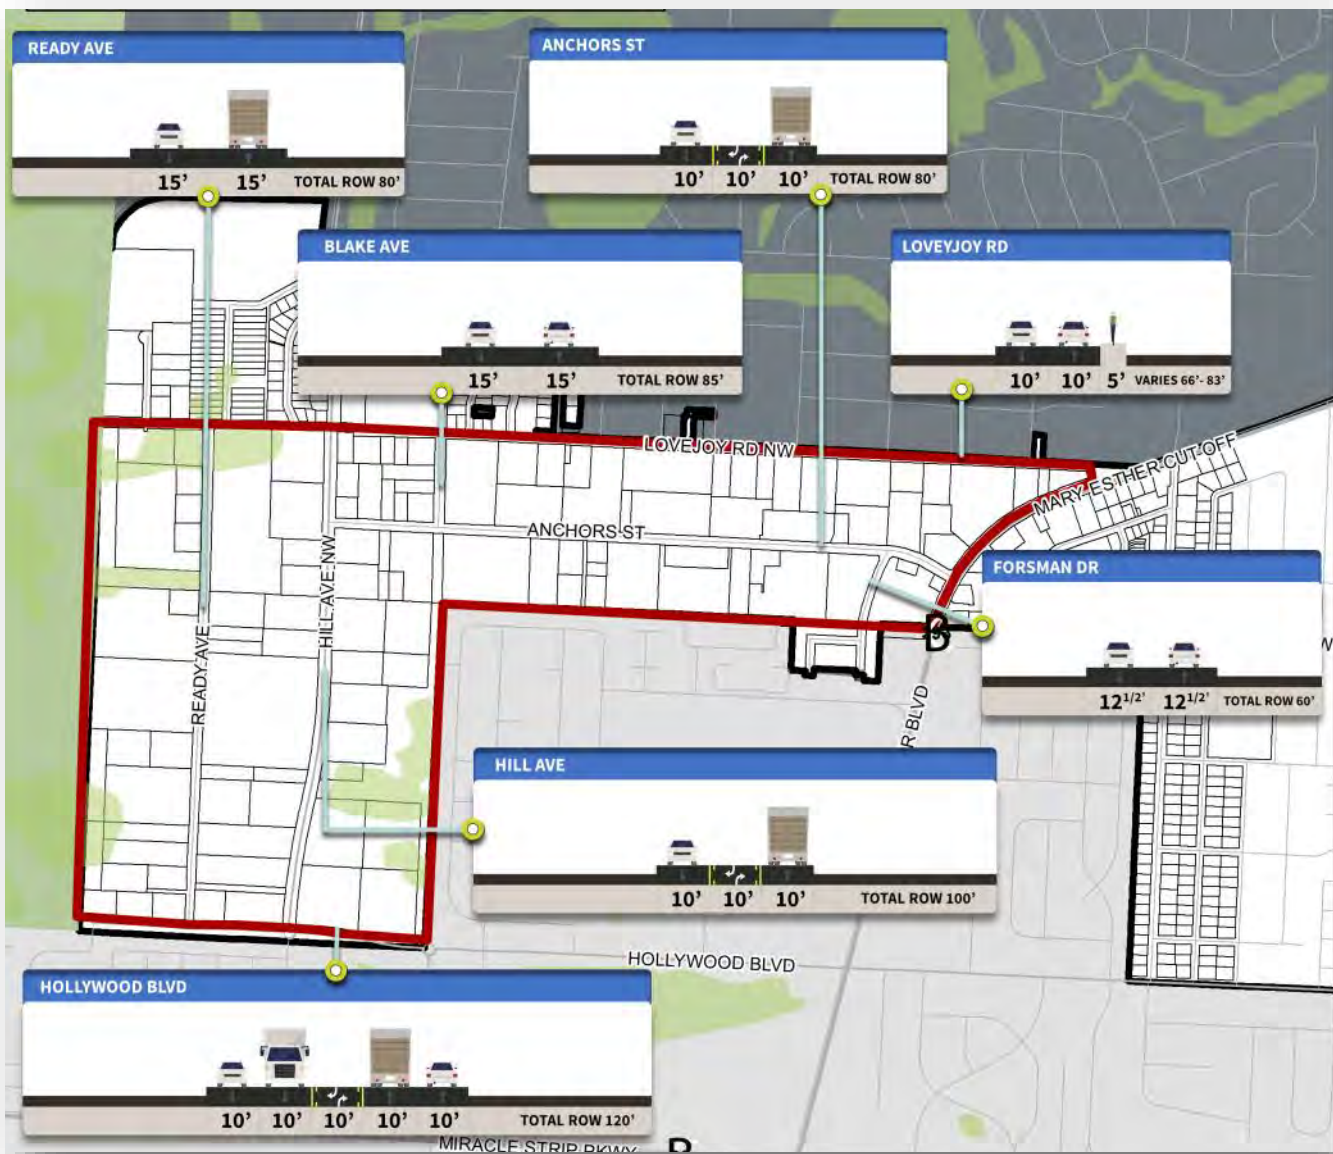 READY AVE
15’ 15’ TOTAL ROW 80’
ANCHORS ST
10’ 10’ 10’ TOTAL ROW 80’
BLAKE AVE
15’ 15’ TOTAL ROW 85’
LOVEYJOY RD
10’ 10’ 5’ VARIES 66’- 83’
LOVEJOY RD NW
MARY ESTHER CUT OFF
ANCHORS ST
HILL AVE NW
READY AVE
FORSMAN DR
12 1/2’ 12 1/2’ TOTAL ROW 60’
B
R BLVD
W
HILL AVE
10’ 10’ 10’ TOTAL ROW 100’
HOLLYWOOD BLVD
HOLLYWOOD BLVD
10’ 10’ 10’ 10’ 10’ TOTAL ROW 120’
MIRACLE STRIP PKWY